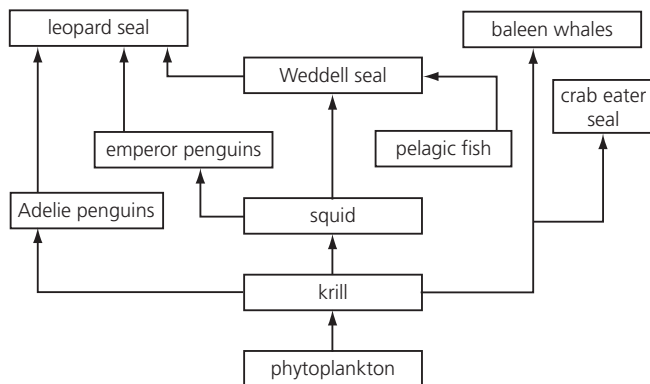 leopard seal
baleen whales
Weddell seal
crab eater
seal
emperor penguins
pelagic fish
Adelie penguins
squid
krill
phytoplankton